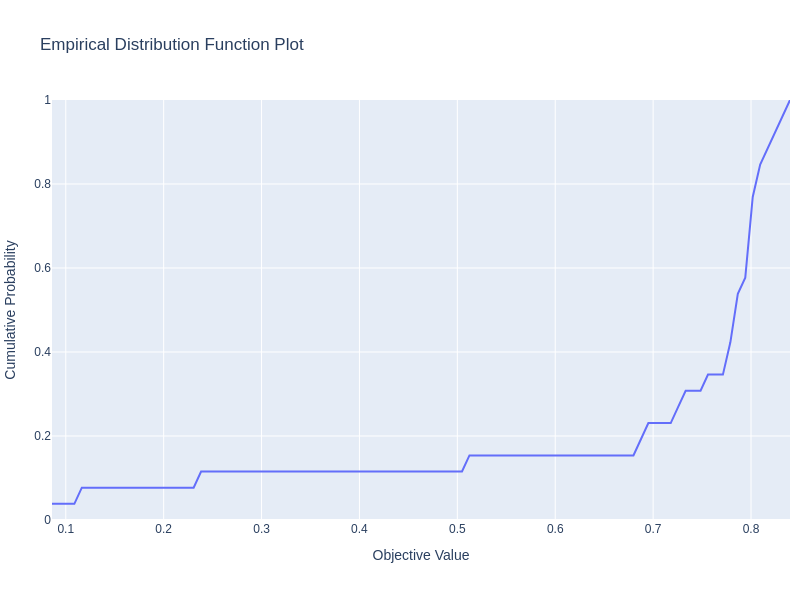 Empirical Distribution Function Plot
1
0.8
0.6
0.4
0.2
0
Cumulative Probability
0.1 0.2 0.3 0.4 0.5 0.6 0.7 0.8
Objective Value